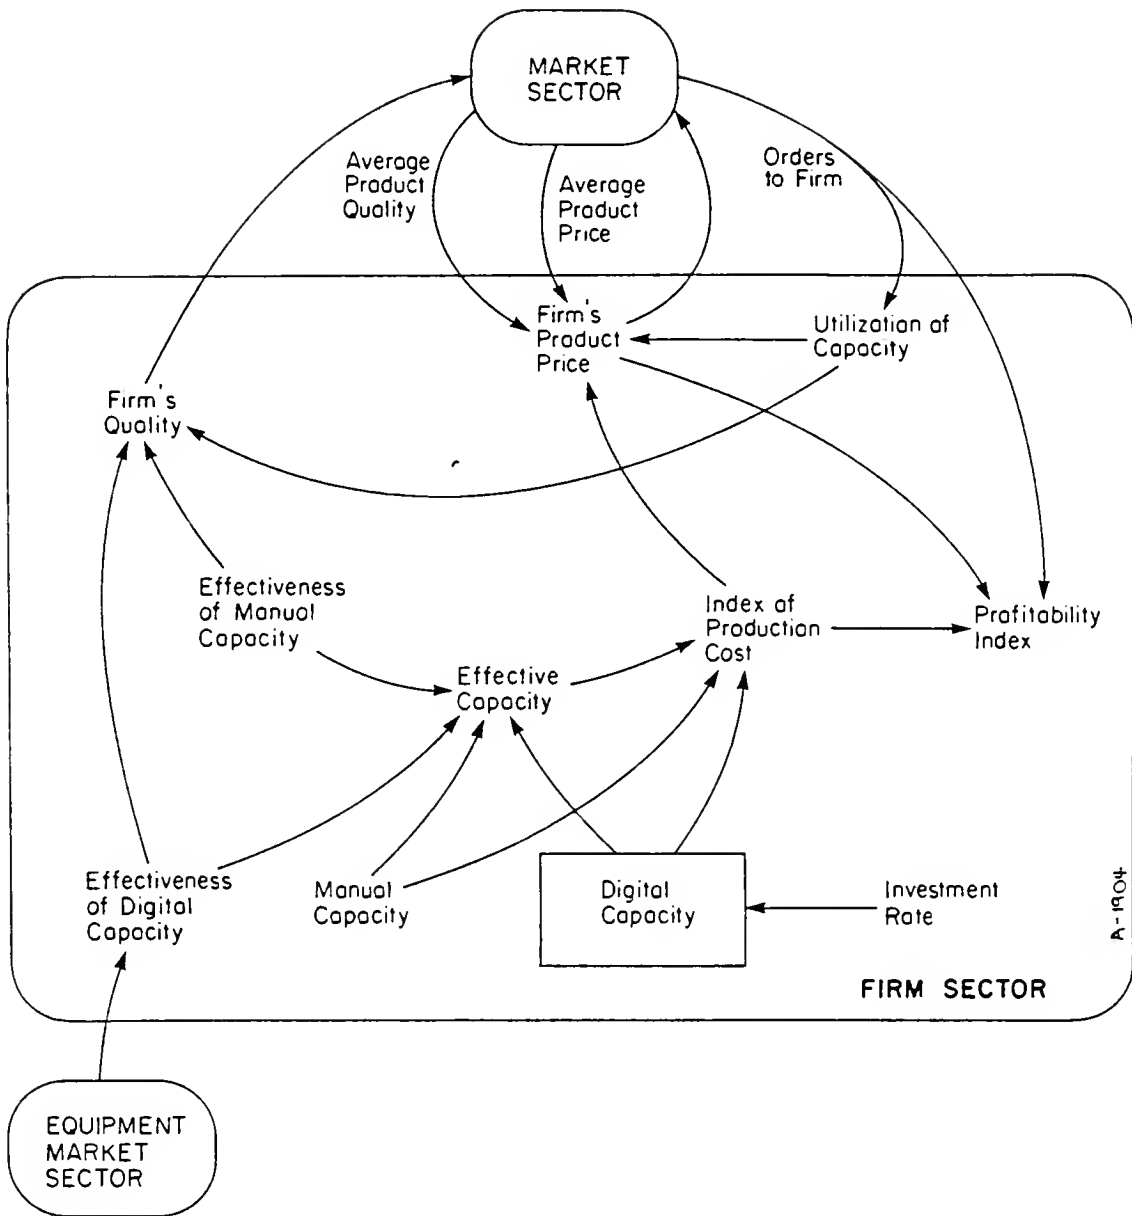 MARKET
SECTOR
Average
Product
Quality
Average
Product
Price
Orders
to Firm
Firm's
Product
Price
Utilization of
Capacity
Firm's
Quality
Effectiveness
of Manual
Capacity
Index of
Production
Cost
Profitability
Index
Effective
Capacity
Effectiveness
of Digital
Capacity
Manual
Capacity
Digital
Capacity
Investment
Rate
A-1904
FIRM SECTOR
EQUIPMENT
MARKET
SECTOR